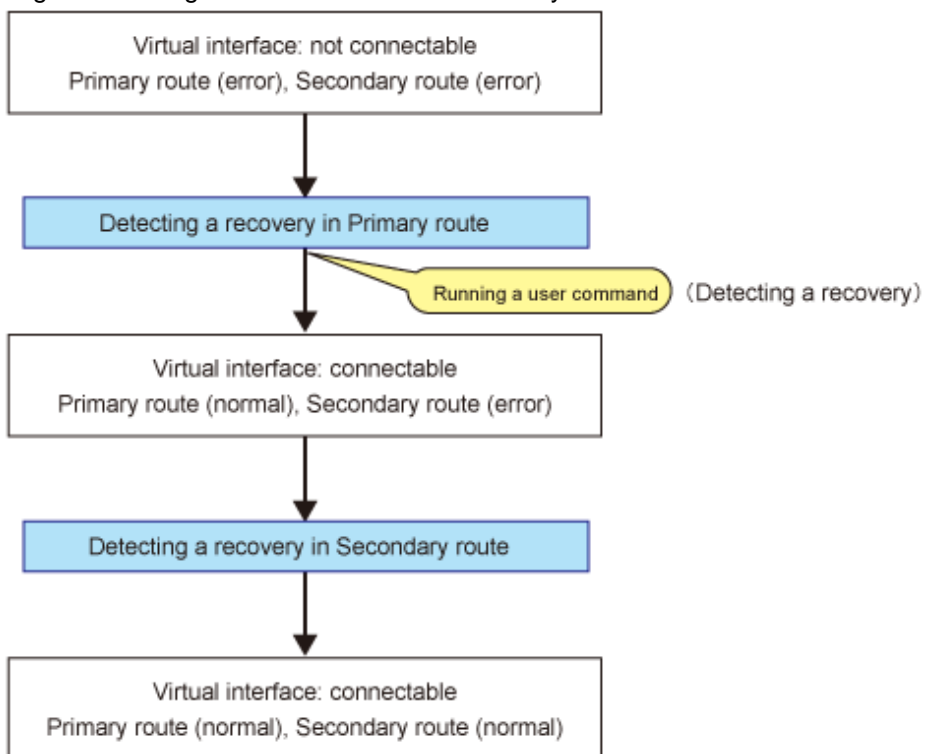 Virtual interface: not connectable
Primary route (error), Secondary route (error)
Detecting a recovery in Primary route
Running a user command (Detecting a recovery)
Virtual interface: connectable
Primary route (normal), Secondary route (error)
Detecting a recovery in Secondary route
Virtual interface: connectable
Primary route (normal), Secondary route (normal)